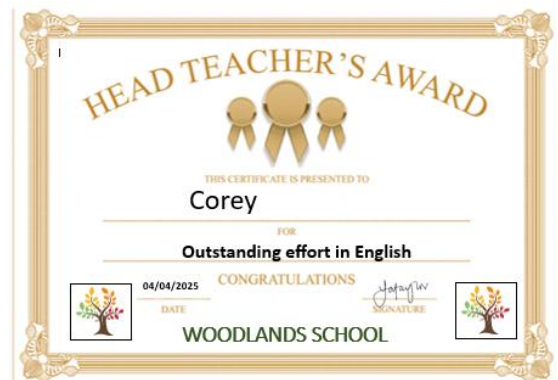 HEAD TEACHER'S AWARD
THIS CERTIFICATE IS PRESENTED TO
Corey
FOR
Outstanding effort in English
04/04/2025 CONGRATULATIONS
DATE SIGNATURE
WOODLANDS SCHOOL